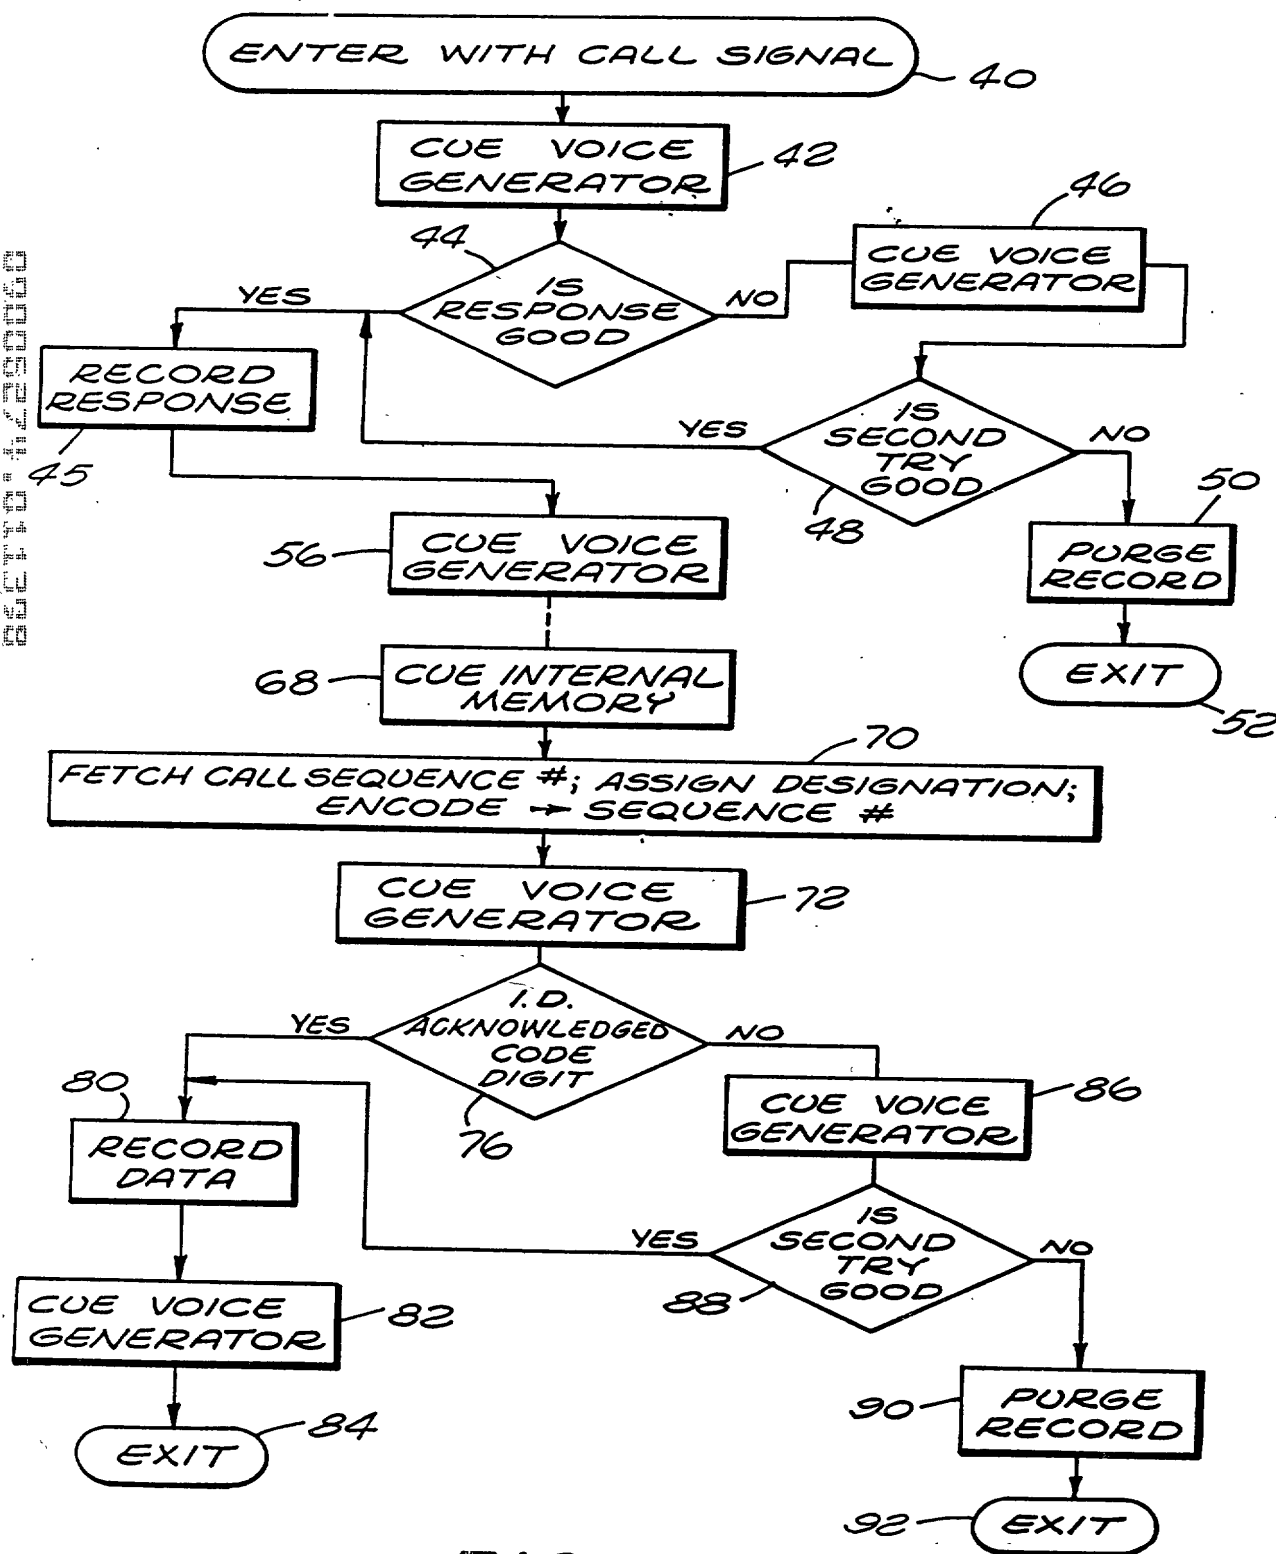 ENTER WITH CALL SIGNAL
40
CUE VOICE
GENERATOR
42
44
IS
RESPONSE
GOOD
YES
NO
46
CUE VOICE
GENERATOR
RECORD
RESPONSE
45
IS
SECOND
TRY
GOOD
48
YES
NO
50
PURGE
RECORD
EXIT
52
56
CUE VOICE
GENERATOR
68
CUE INTERNAL
MEMORY
70
FETCH CALL SEQUENCE #; ASSIGN DESIGNATION;
ENCODE → SEQUENCE #
CUE VOICE
GENERATOR
72
I.D.
ACKNOWLEDGED
CODE
DIGIT
76
YES
NO
80
RECORD
DATA
86
CUE VOICE
GENERATOR
IS
SECOND
TRY
GOOD
88
YES
NO
CUE VOICE
GENERATOR
82
EXIT
84
90
PURGE
RECORD
92
EXIT